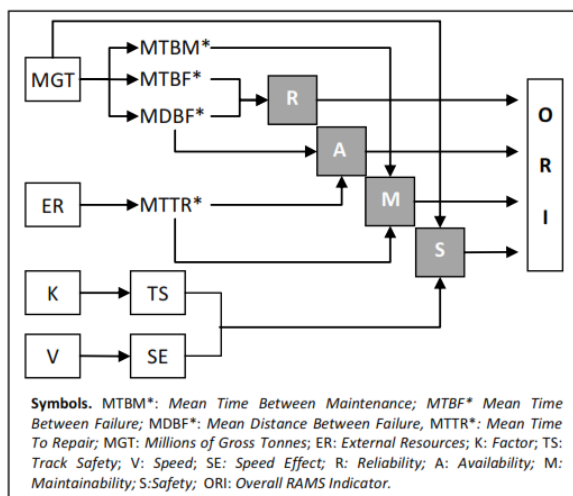 MTBM*
MGT
MTBF*
R
O
MDBF*
A
R
ER
MTTR*
M
I
S
K
TS
V
SE
Symbols. MTBM*: Mean Time Between Maintenance; MTBF* Mean Time
Between Failure; MDBF*: Mean Distance Between Failure, MTTR*: Mean Time
To Repair; MGT: Millions of Gross Tonnes; ER: External Resources; K: Factor; TS:
Track Safety; V: Speed; SE: Speed Effect; R: Reliability; A: Availability; M:
Maintainability; S:Safety; ORI: Overall RAMS Indicator.